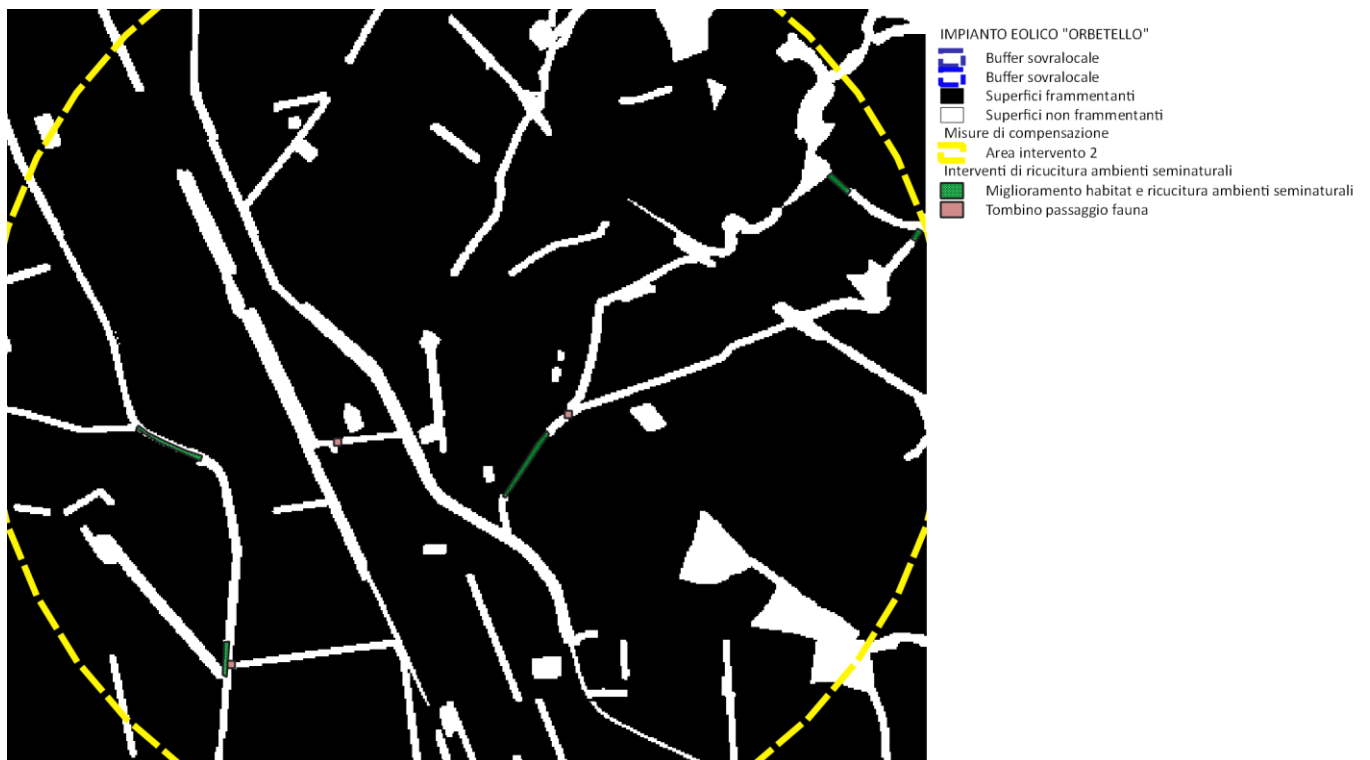 IMPIANTO EOLICO "ORBETELLO"
Buffer sovralocale
Buffer sovralocale
Superfici frammentanti
Superfici non frammentanti
Misure di compensazione
Area intervento 2
Interventi di ricucitura ambienti seminaturali
Miglioramento habitat e ricucitura ambienti seminaturali
Tombino passaggio fauna